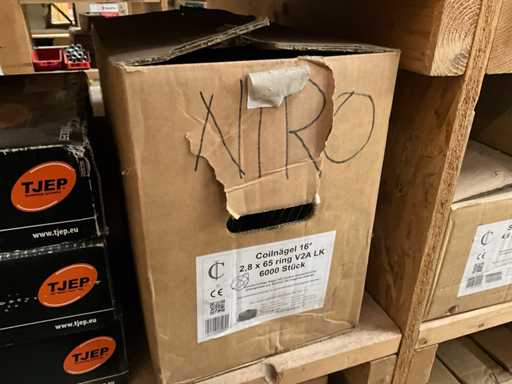 NIRO
Coilnägel 16°
2,8 x 65 ring V2A LK
6000 Stück
CE
TJEP
www.tjep.eu
TJEP
www.tjep.eu
TJEP